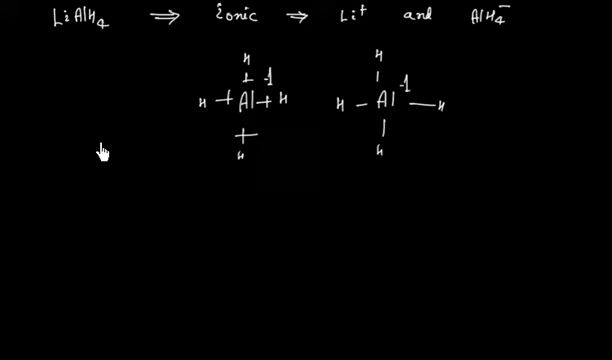 LiAlH4 ⇒ Ionic ⇒ Li+ and AlH4−
H H
H Al -1 H H Al -1 H
H H